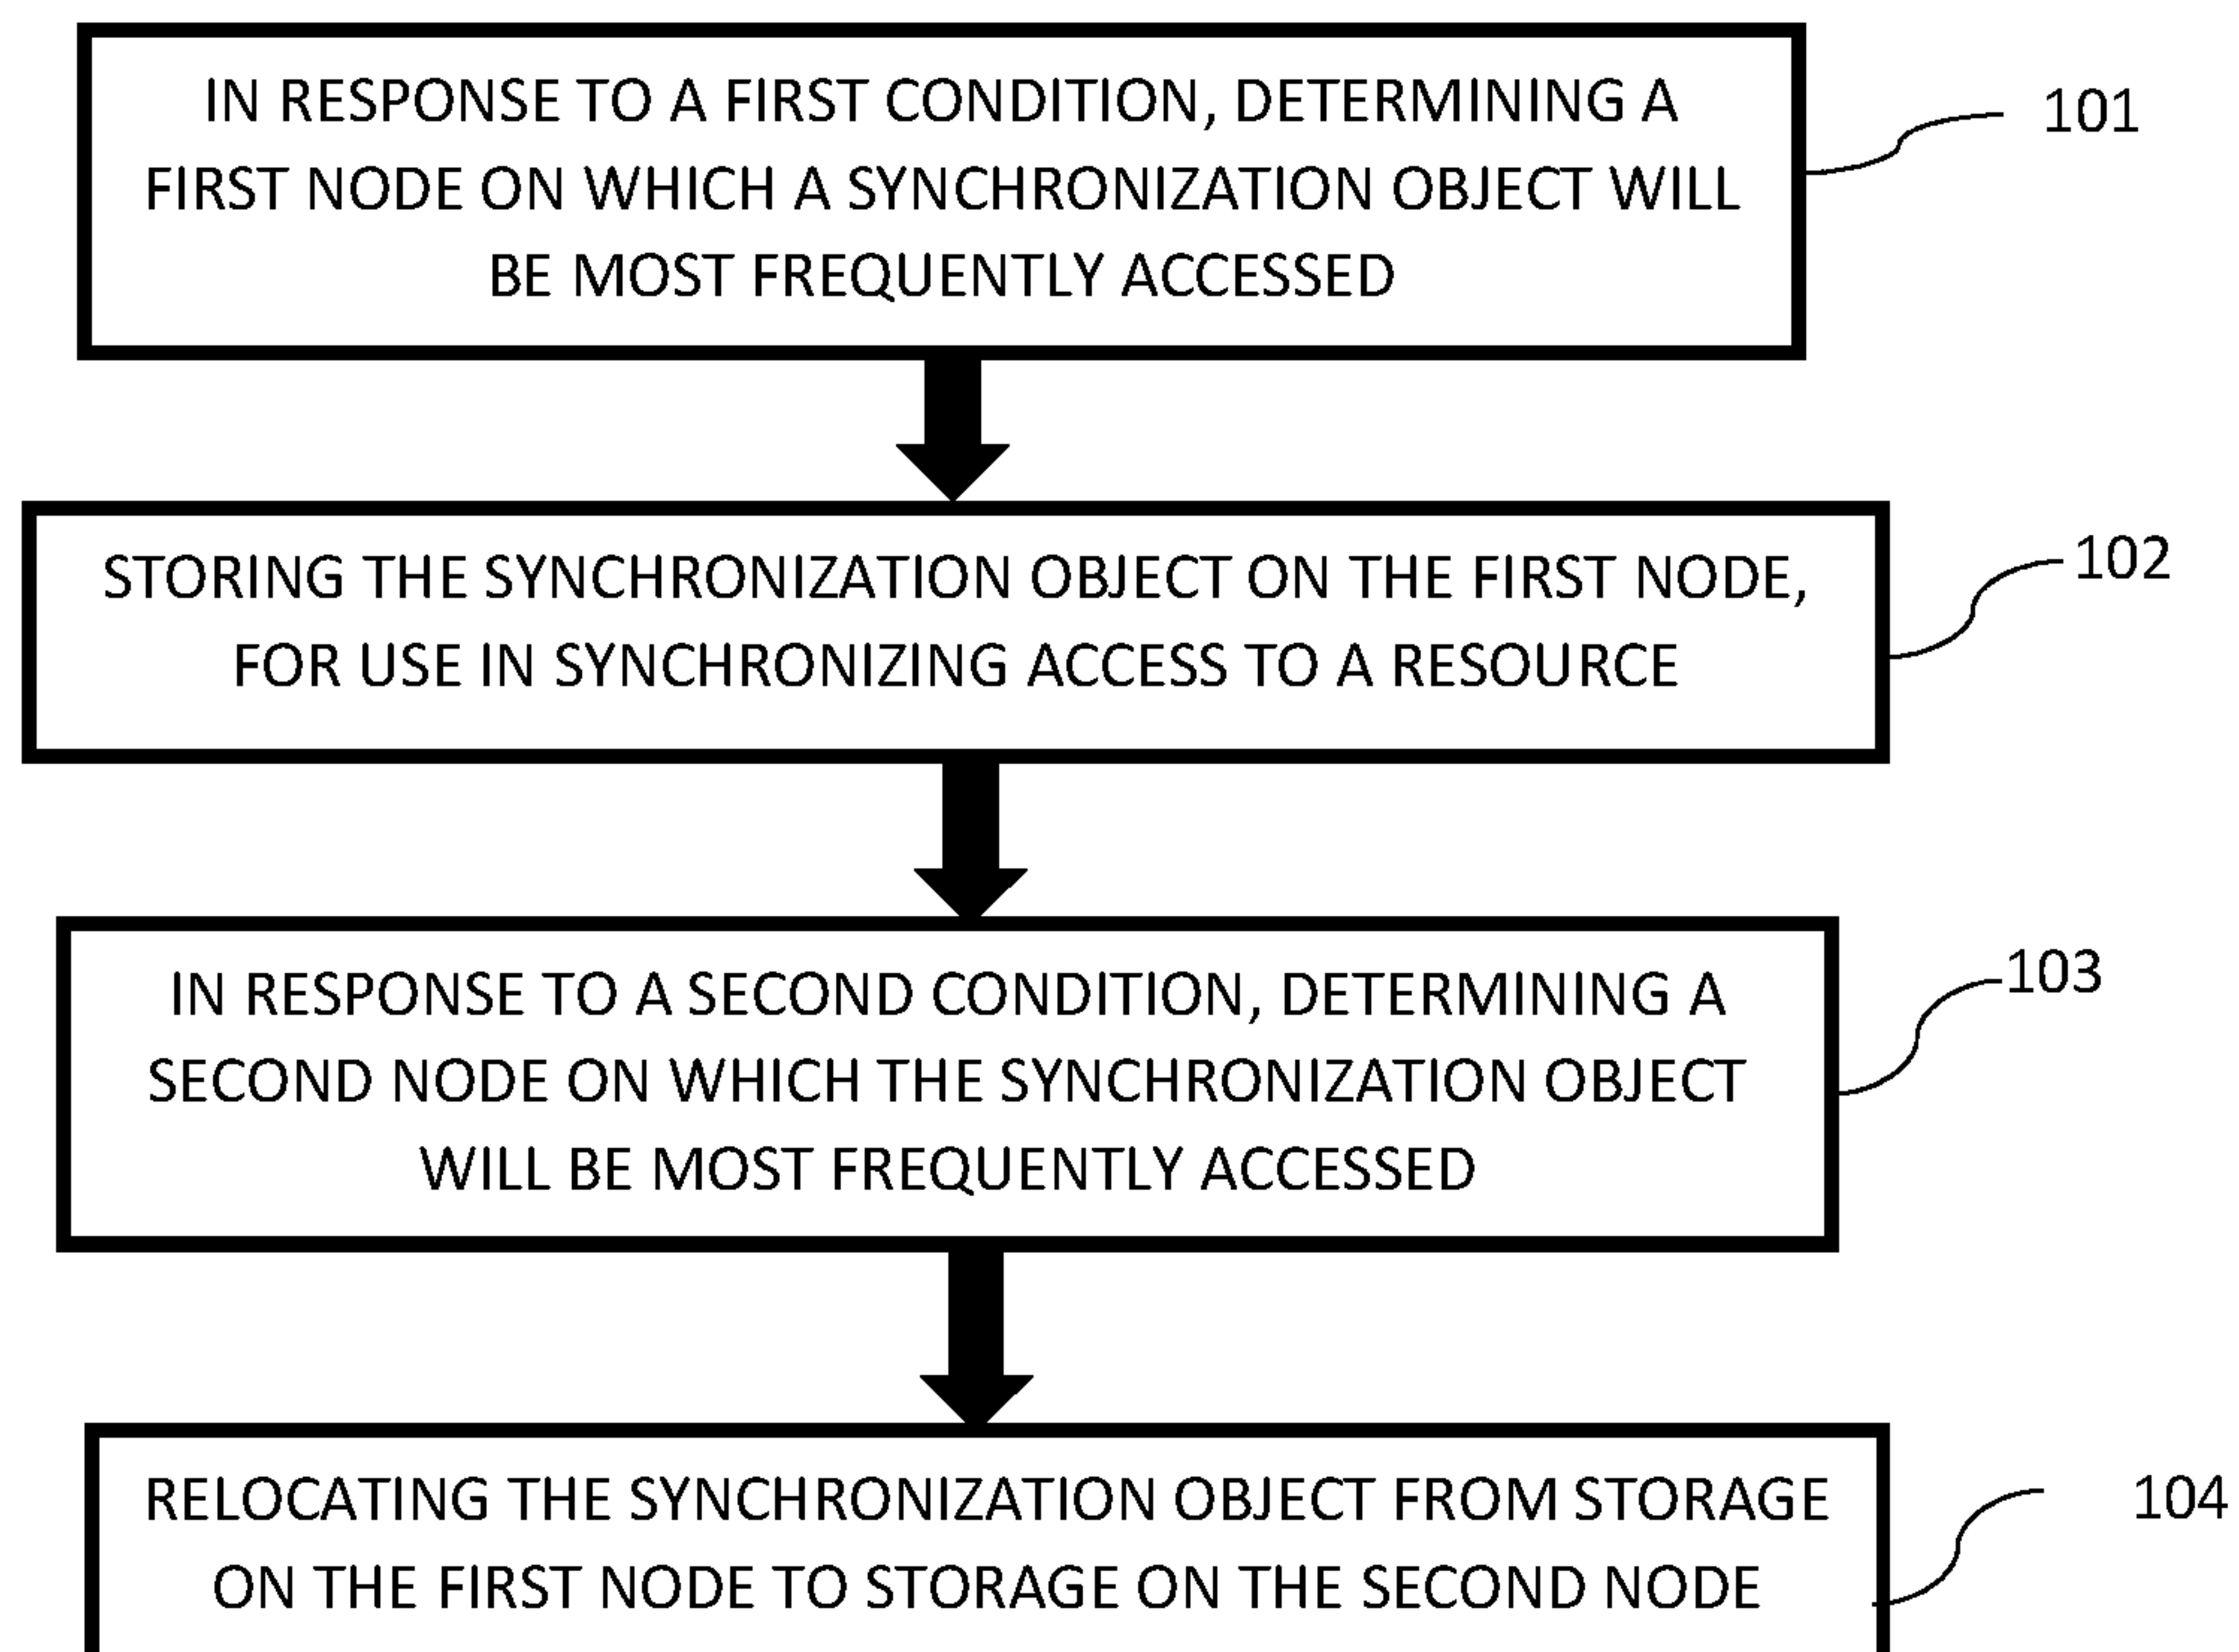 IN RESPONSE TO A FIRST CONDITION, DETERMINING A
FIRST NODE ON WHICH A SYNCHRONIZATION OBJECT WILL
BE MOST FREQUENTLY ACCESSED
101
STORING THE SYNCHRONIZATION OBJECT ON THE FIRST NODE,
FOR USE IN SYNCHRONIZING ACCESS TO A RESOURCE
102
IN RESPONSE TO A SECOND CONDITION, DETERMINING A
SECOND NODE ON WHICH THE SYNCHRONIZATION OBJECT
WILL BE MOST FREQUENTLY ACCESSED
103
RELOCATING THE SYNCHRONIZATION OBJECT FROM STORAGE
ON THE FIRST NODE TO STORAGE ON THE SECOND NODE
104